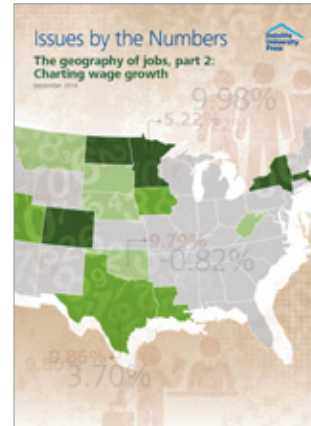 Issues by the Numbers
Deloitte
University
Press
The geography of jobs, part 2:
Charting wage growth
September 2014
9.98%
5.22%
9.79%
-0.82%
9.86%
3.70%